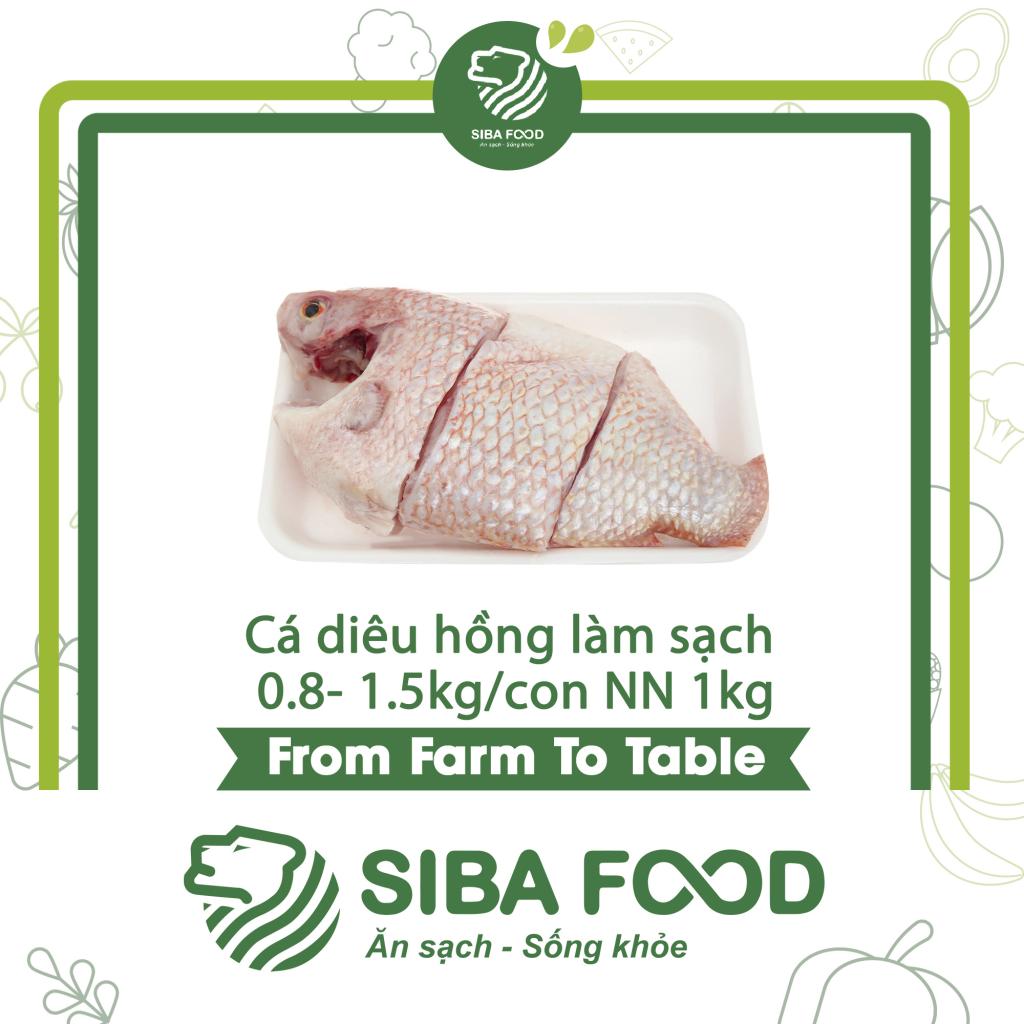 SIBA FOOD
Ăn sạch - Sống khỏe
Cá diêu hồng làm sạch
0.8- 1.5kg/con NN 1kg
From Farm To Table
SIBA FOOD
Ăn sạch - Sống khỏe